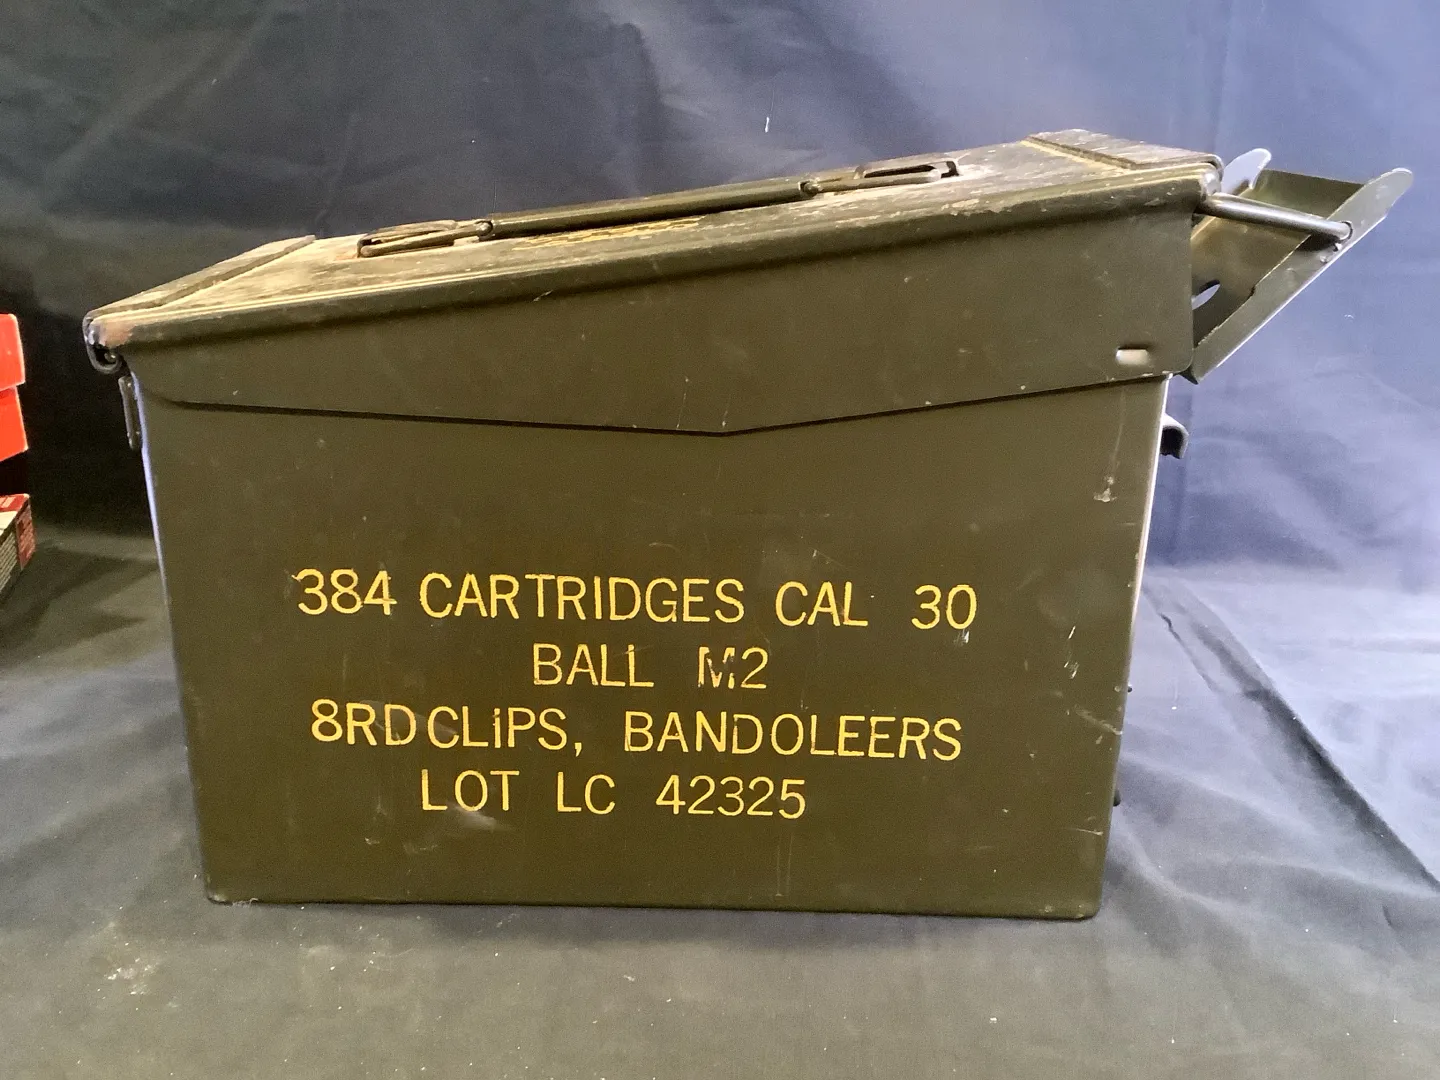 384 CARTRIDGES CAL 30
BALL M2
8RD CLIPS, BANDOLEERS
LOT LC 42325